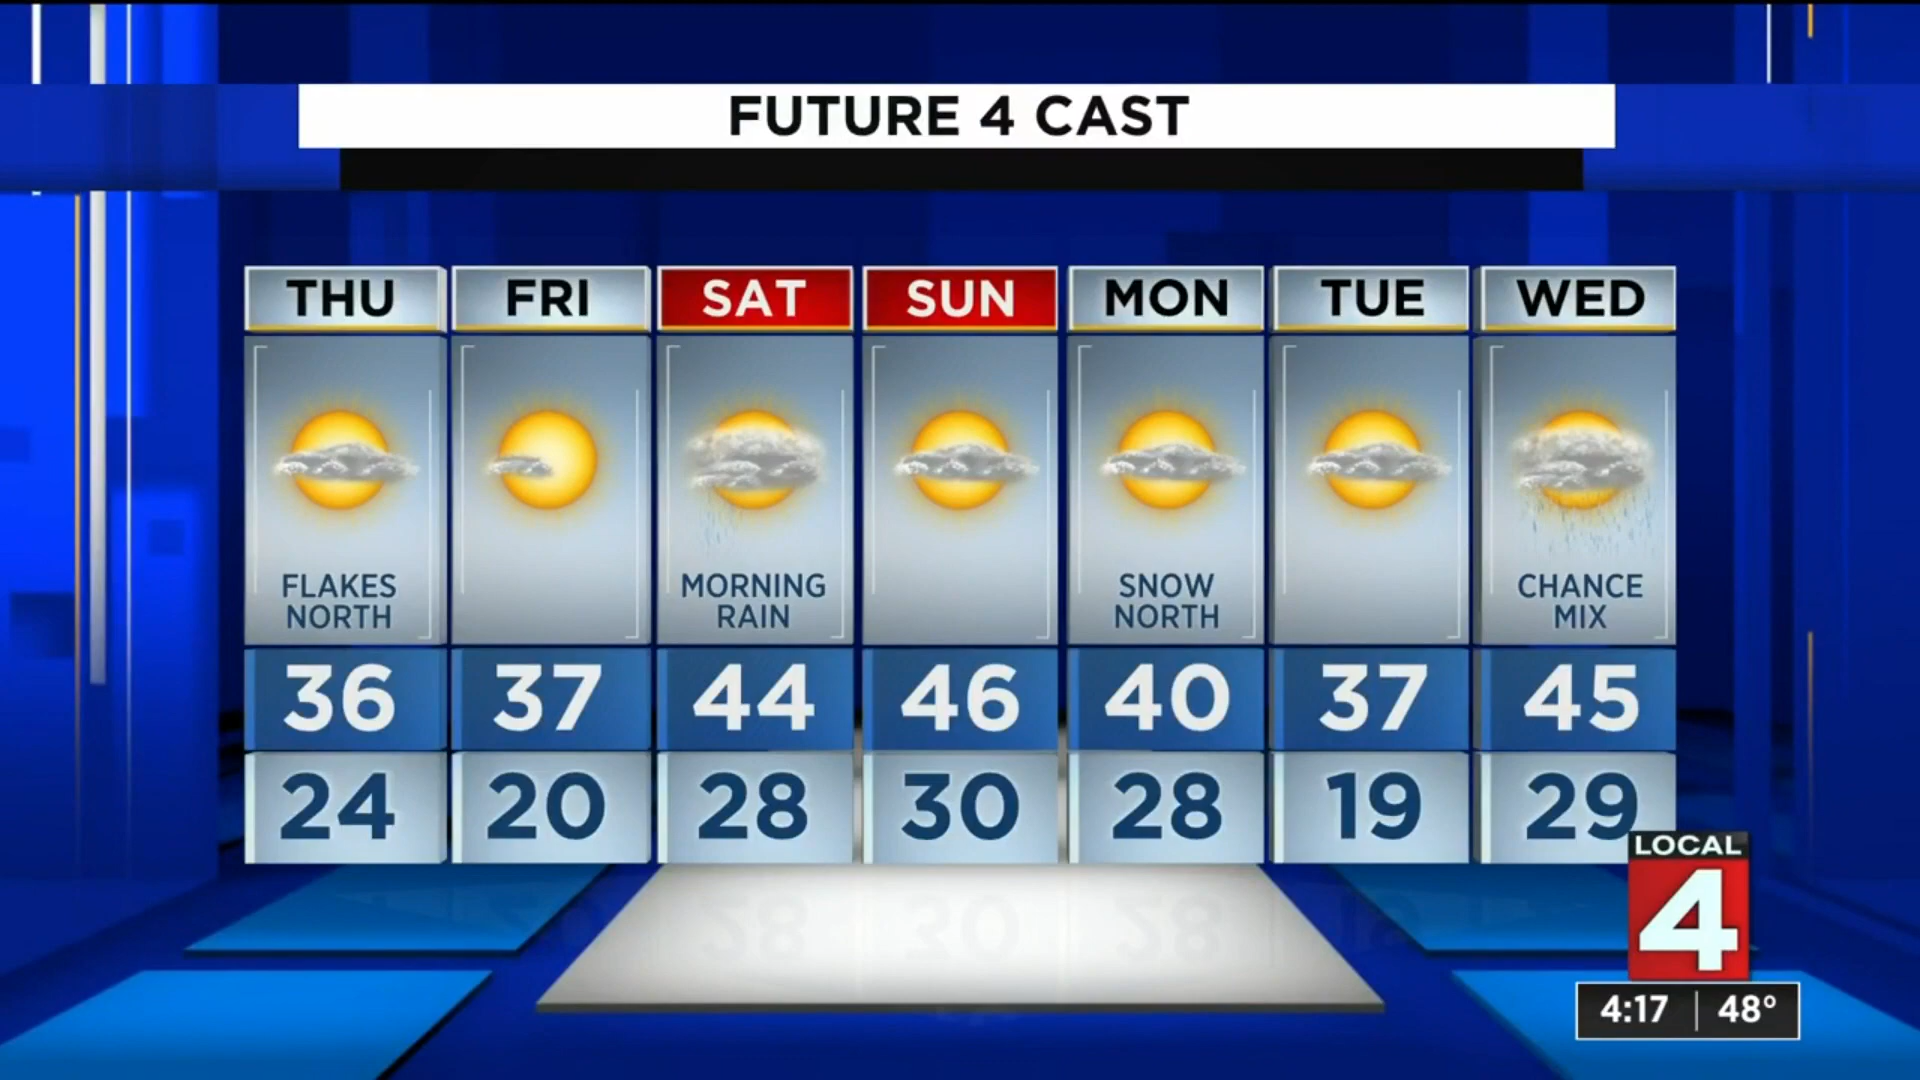 FUTURE 4 CAST
THU FRI SAT SUN MON TUE WED
FLAKES
NORTH
MORNING
RAIN
SNOW
NORTH
CHANCE
MIX
36 37 44 46 40 37 45
24 20 28 30 28 19 29
LOCAL
4
4:17 48°